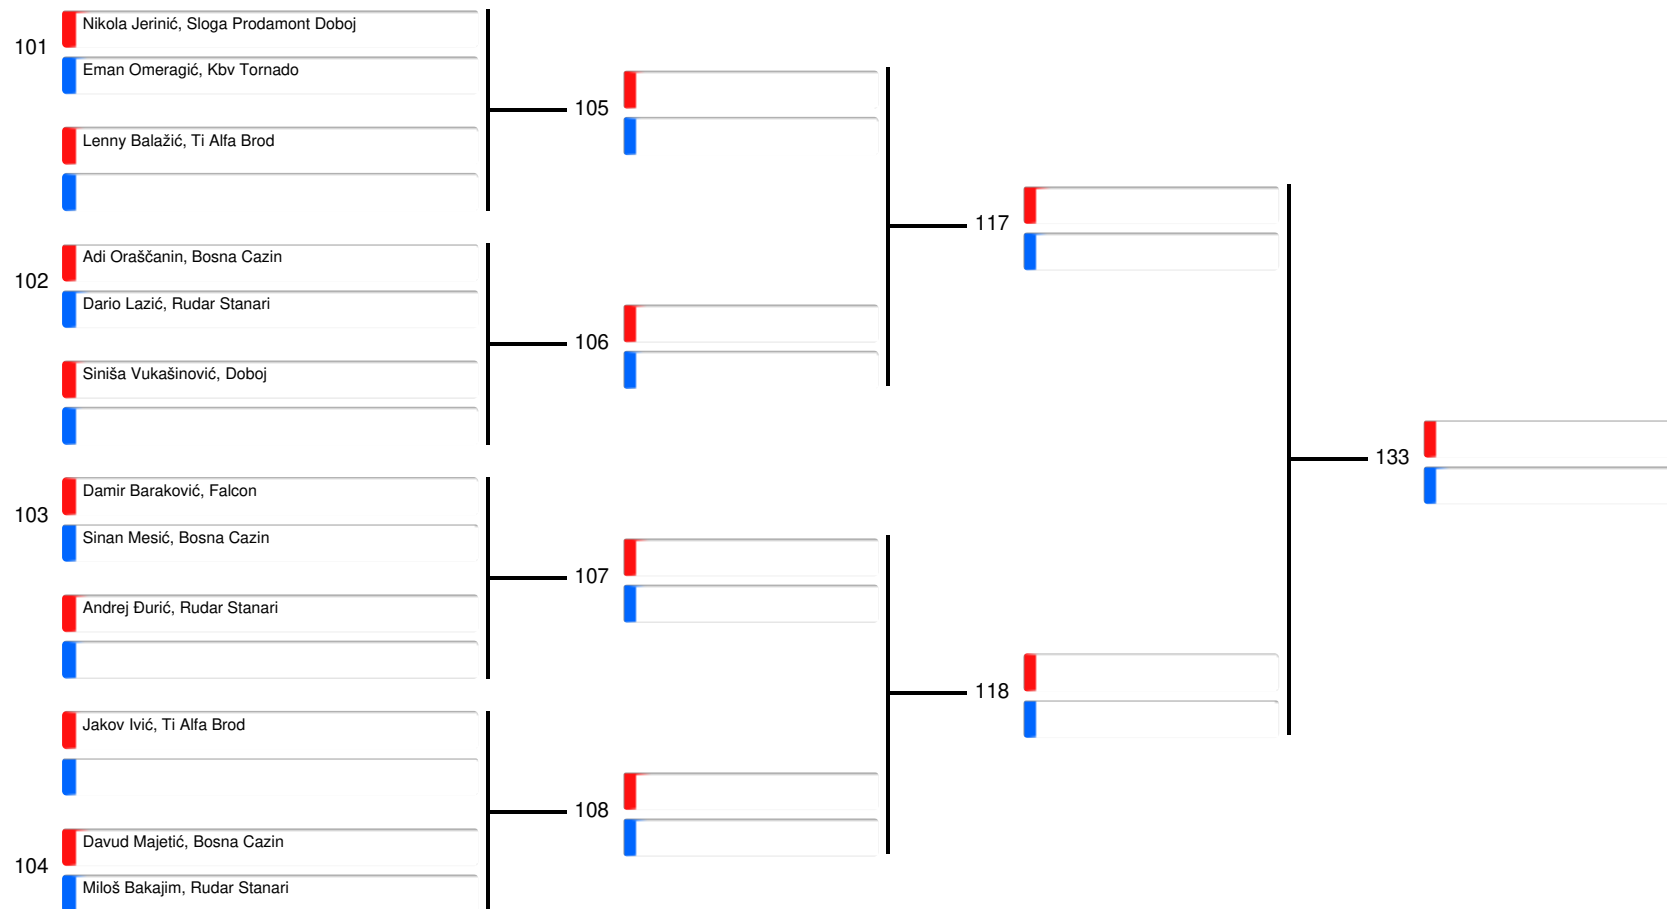 101
Nikola Jerinić, Sloga Prodamont Doboj
Eman Omeragić, Kbv Tornado
Lenny Balažić, Ti Alfa Brod
102
Adi Oraščanin, Bosna Cazin
Dario Lazić, Rudar Stanari
Siniša Vukašinović, Doboj
103
Damir Baraković, Falcon
Sinan Mesić, Bosna Cazin
Andrej Đurić, Rudar Stanari
Jakov Ivić, Ti Alfa Brod
104
Davud Majetić, Bosna Cazin
Miloš Bakajim, Rudar Stanari
105
106
107
108
117
118
133